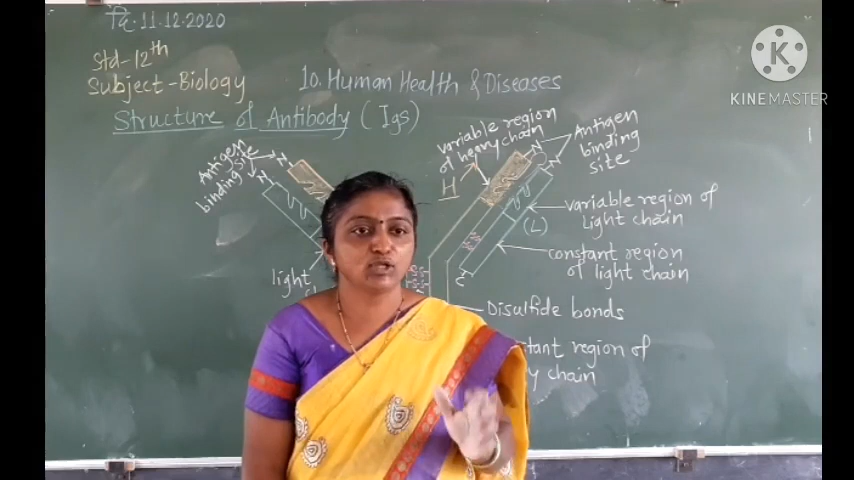 दि. 11.12.2020
Std-12th
Subject-Biology
10. Human Health & Diseases
Structure of Antibody (Igs)
Antigen
binding site
N
N
light
variable region
of heavy chain
H
N
N
Antigen
binding
site
variable region of
Light chain
(L)
constant region
of light chain
C
Disulfide bonds
tant region of
y chain
K
KINEMASTER